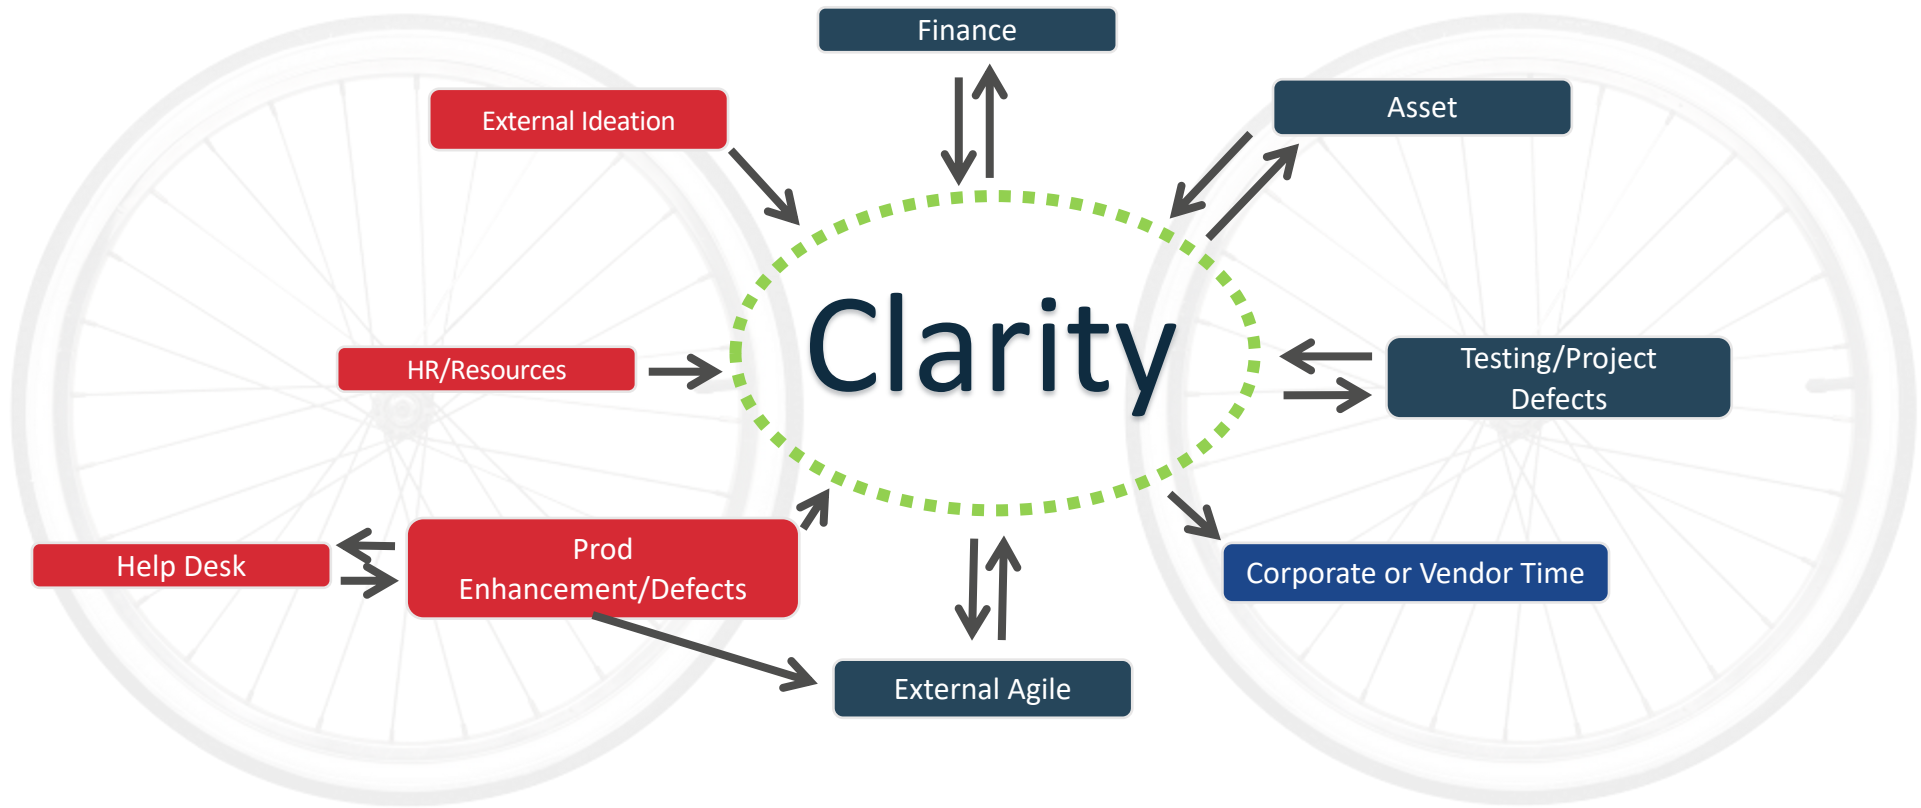 Finance
External Ideation
Asset
Clarity
HR/Resources
Testing/Project
Defects
Help Desk
Prod
Enhancement/Defects
Corporate or Vendor Time
External Agile